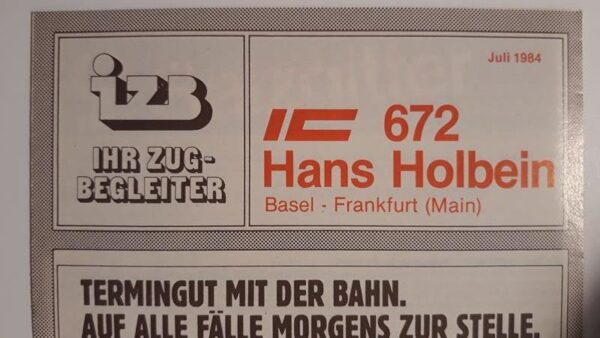 izb
IHR ZUG-
BEGLEITER
Juli 1984
IC 672
Hans Holbein
Basel - Frankfurt (Main)
TERMINGUT MIT DER BAHN.
AUF ALLE FÄLLE MORGENS ZUR STELLE.